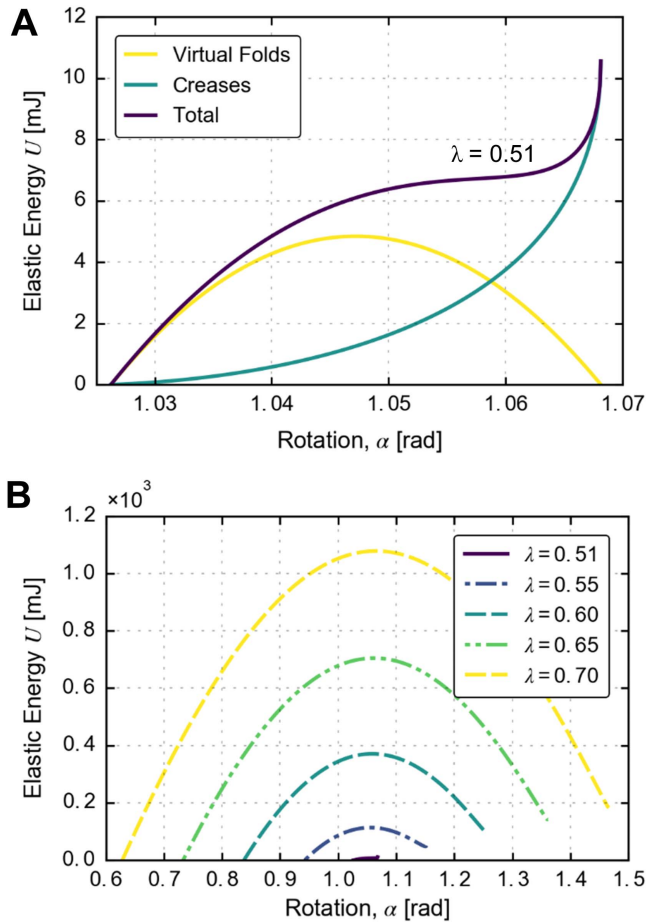 A
12
10
8
6
4
2
0
Elastic Energy U [mJ]
Virtual Folds
Creases
Total
λ = 0.51
1.03 1.04 1.05 1.06 1.07
Rotation, α [rad]
B
×10³
1.2
1.0
0.8
0.6
0.4
0.2
0.0
Elastic Energy U [mJ]
λ = 0.51
λ = 0.55
λ = 0.60
λ = 0.65
λ = 0.70
0.6 0.7 0.8 0.9 1.0 1.1 1.2 1.3 1.4 1.5
Rotation, α [rad]